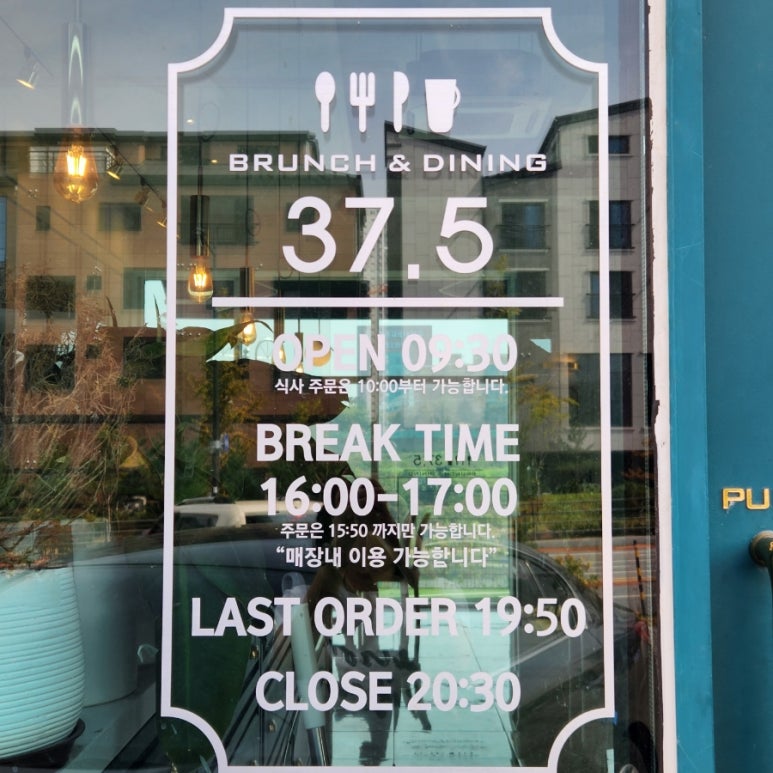 BRUNCH & DINING
37.5
OPEN 09:30
식사 주문은 10:00부터 가능합니다.
BREAK TIME
16:00-17:00
주문은 15:50 까지만 가능합니다.
“매장내 이용 가능합니다”
LAST ORDER 19:50
CLOSE 20:30
PU